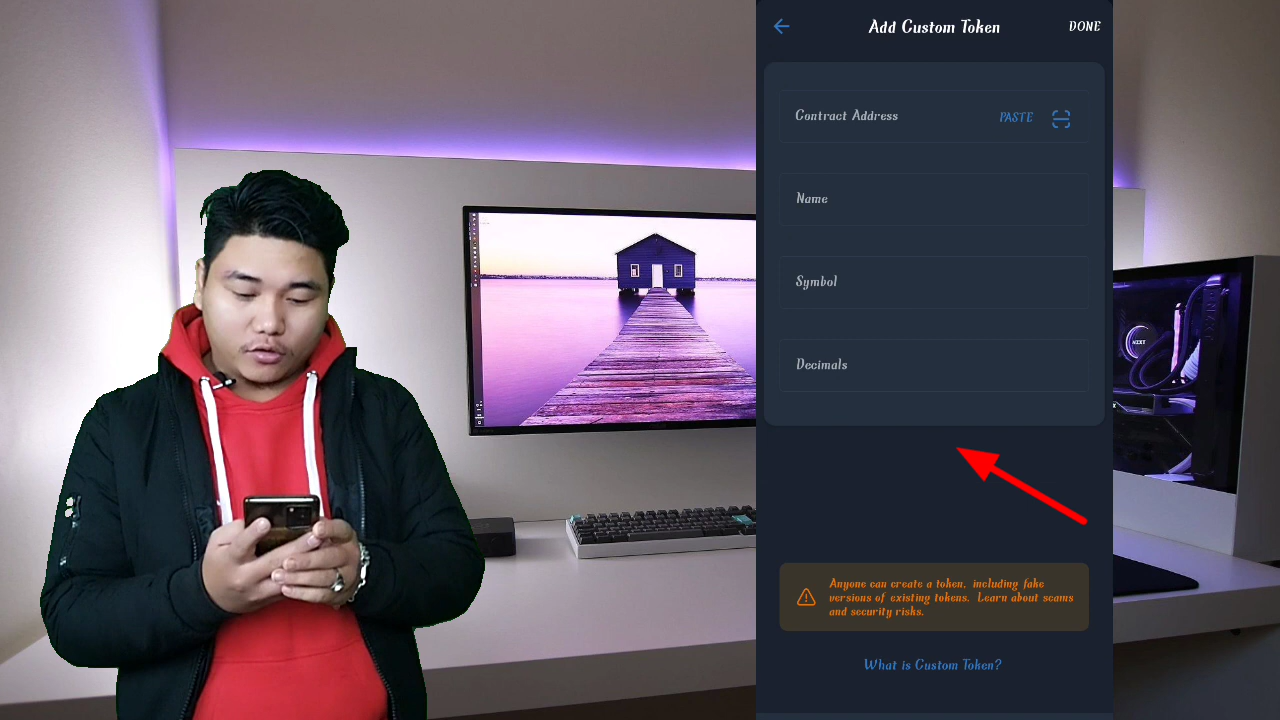 Add Custom Token
DONE
Contract Address
PASTE
Name
Symbol
Decimals
Anyone can create a token, including fake
versions of existing tokens. Learn about scams
and security risks.
What is Custom Token?
NZXT